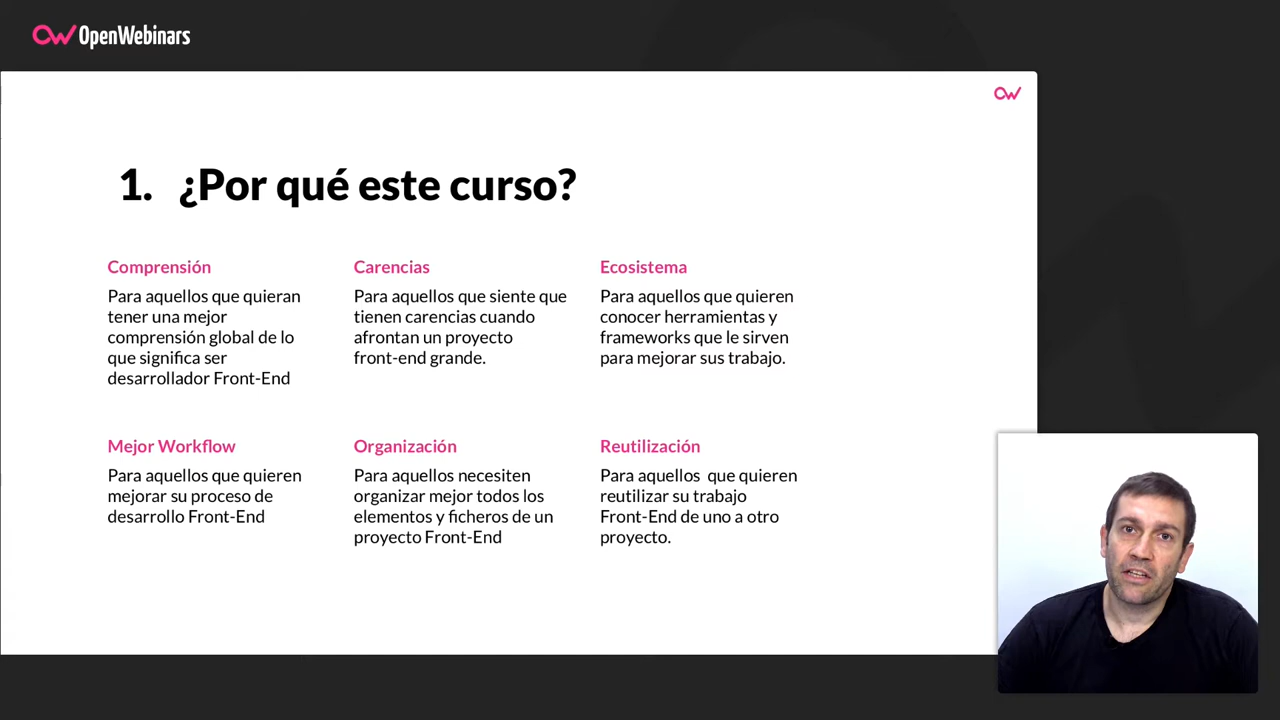 OpenWebinars
1. ¿Por qué este curso?
Comprensión
Para aquellos que quieran
tener una mejor
comprensión global de lo
que significa ser
desarrollador Front-End
Carencias
Para aquellos que siente que
tienen carencias cuando
afrontan un proyecto
front-end grande.
Ecosistema
Para aquellos que quieren
conocer herramientas y
frameworks que le sirven
para mejorar sus trabajo.
Mejor Workflow
Para aquellos que quieren
mejorar su proceso de
desarrollo Front-End
Organización
Para aquellos necesiten
organizar mejor todos los
elementos y ficheros de un
proyecto Front-End
Reutilización
Para aquellos  que quieren
reutilizar su trabajo
Front-End de uno a otro
proyecto.